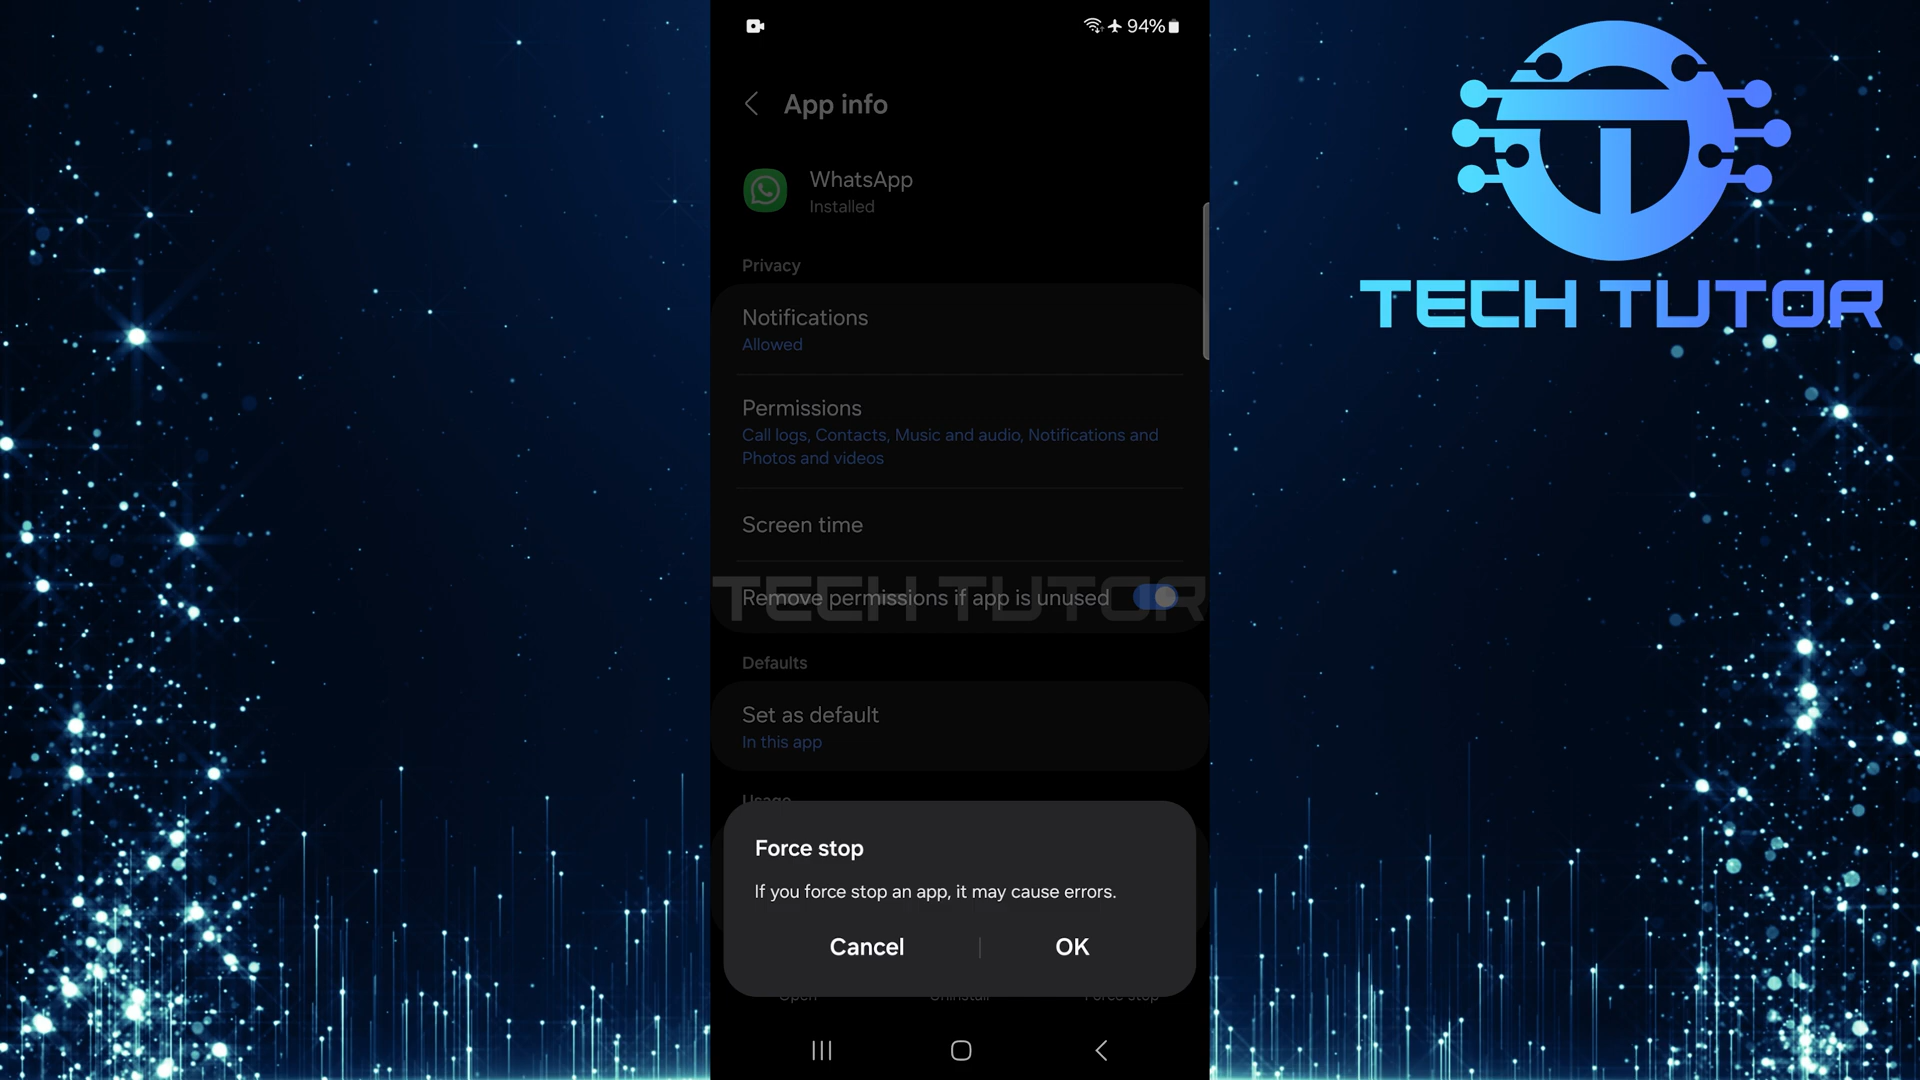 94%
App info
WhatsApp
Installed
Privacy
Notifications
Allowed
Permissions
Call logs, Contacts, Music and audio, Notifications and
Photos and videos
Screen time
Remove permissions if app is unused
TECH TUTOR
Defaults
Set as default
In this app
Usage
Force stop
If you force stop an app, it may cause errors.
Cancel
OK
Open
Uninstall
Force stop
TECH TUTOR